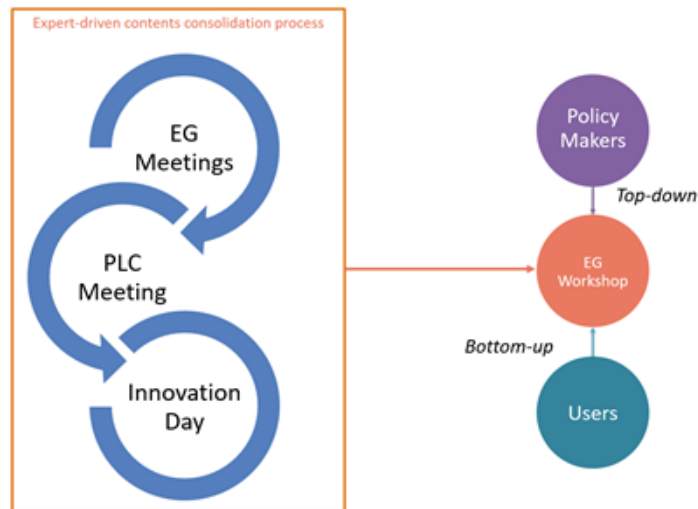 Expert-driven contents consolidation process
EG
Meetings
PLC
Meeting
Innovation
Day
Policy
Makers
Top-down
EG
Workshop
Bottom-up
Users